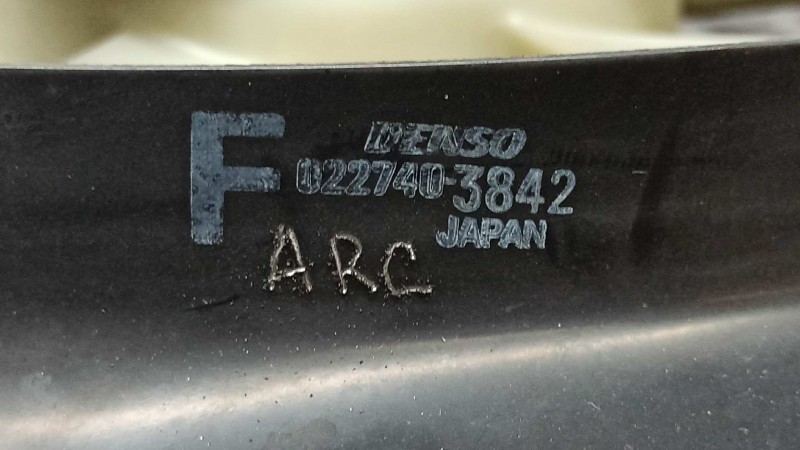 F
DENSO
022740-3842
JAPAN
ARC